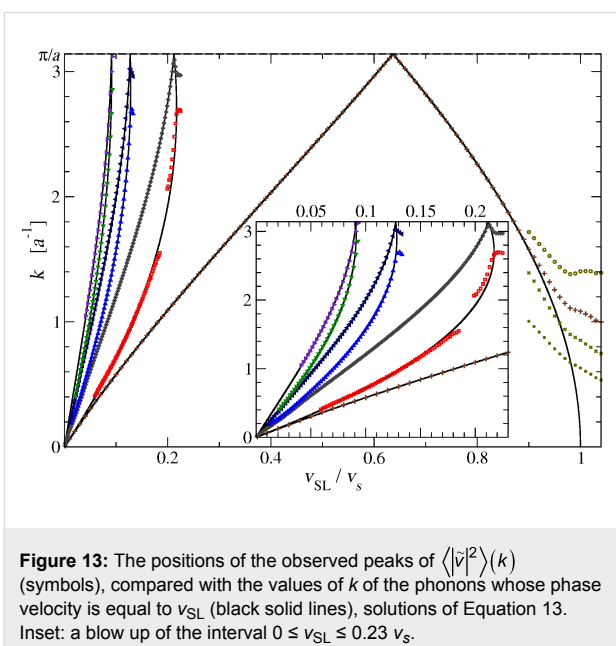 π/a
3
2
1
0
k [a⁻¹]
0.05 0.1 0.15 0.2
3
2
1
0
0.2 0.4 0.6 0.8 1
v_SL / v_s
Figure 13: The positions of the observed peaks of ⟨|ṽ|²⟩(k)
(symbols), compared with the values of k of the phonons whose phase
velocity is equal to v_SL (black solid lines), solutions of Equation 13.
Inset: a blow up of the interval 0 ≤ v_SL ≤ 0.23 v_s.